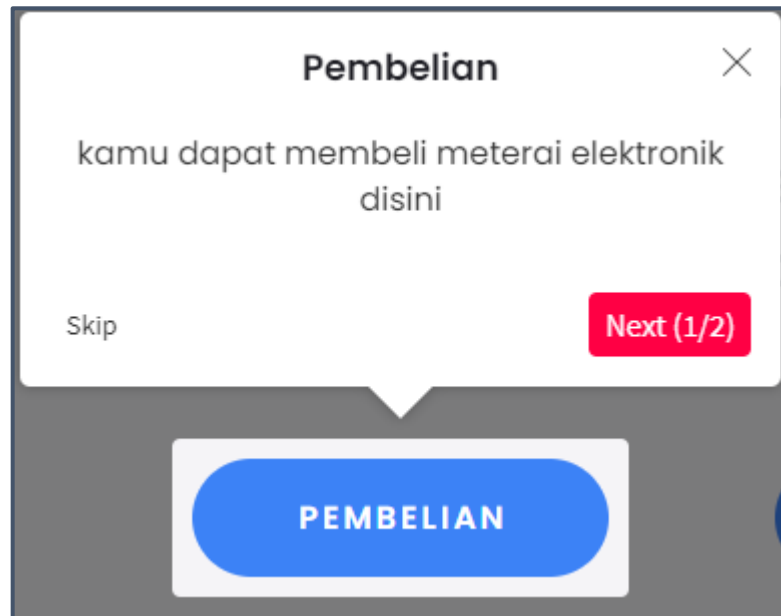 Pembelian
kamu dapat membeli meterai elektronik
disini
Skip
Next (1/2)
PEMBELIAN